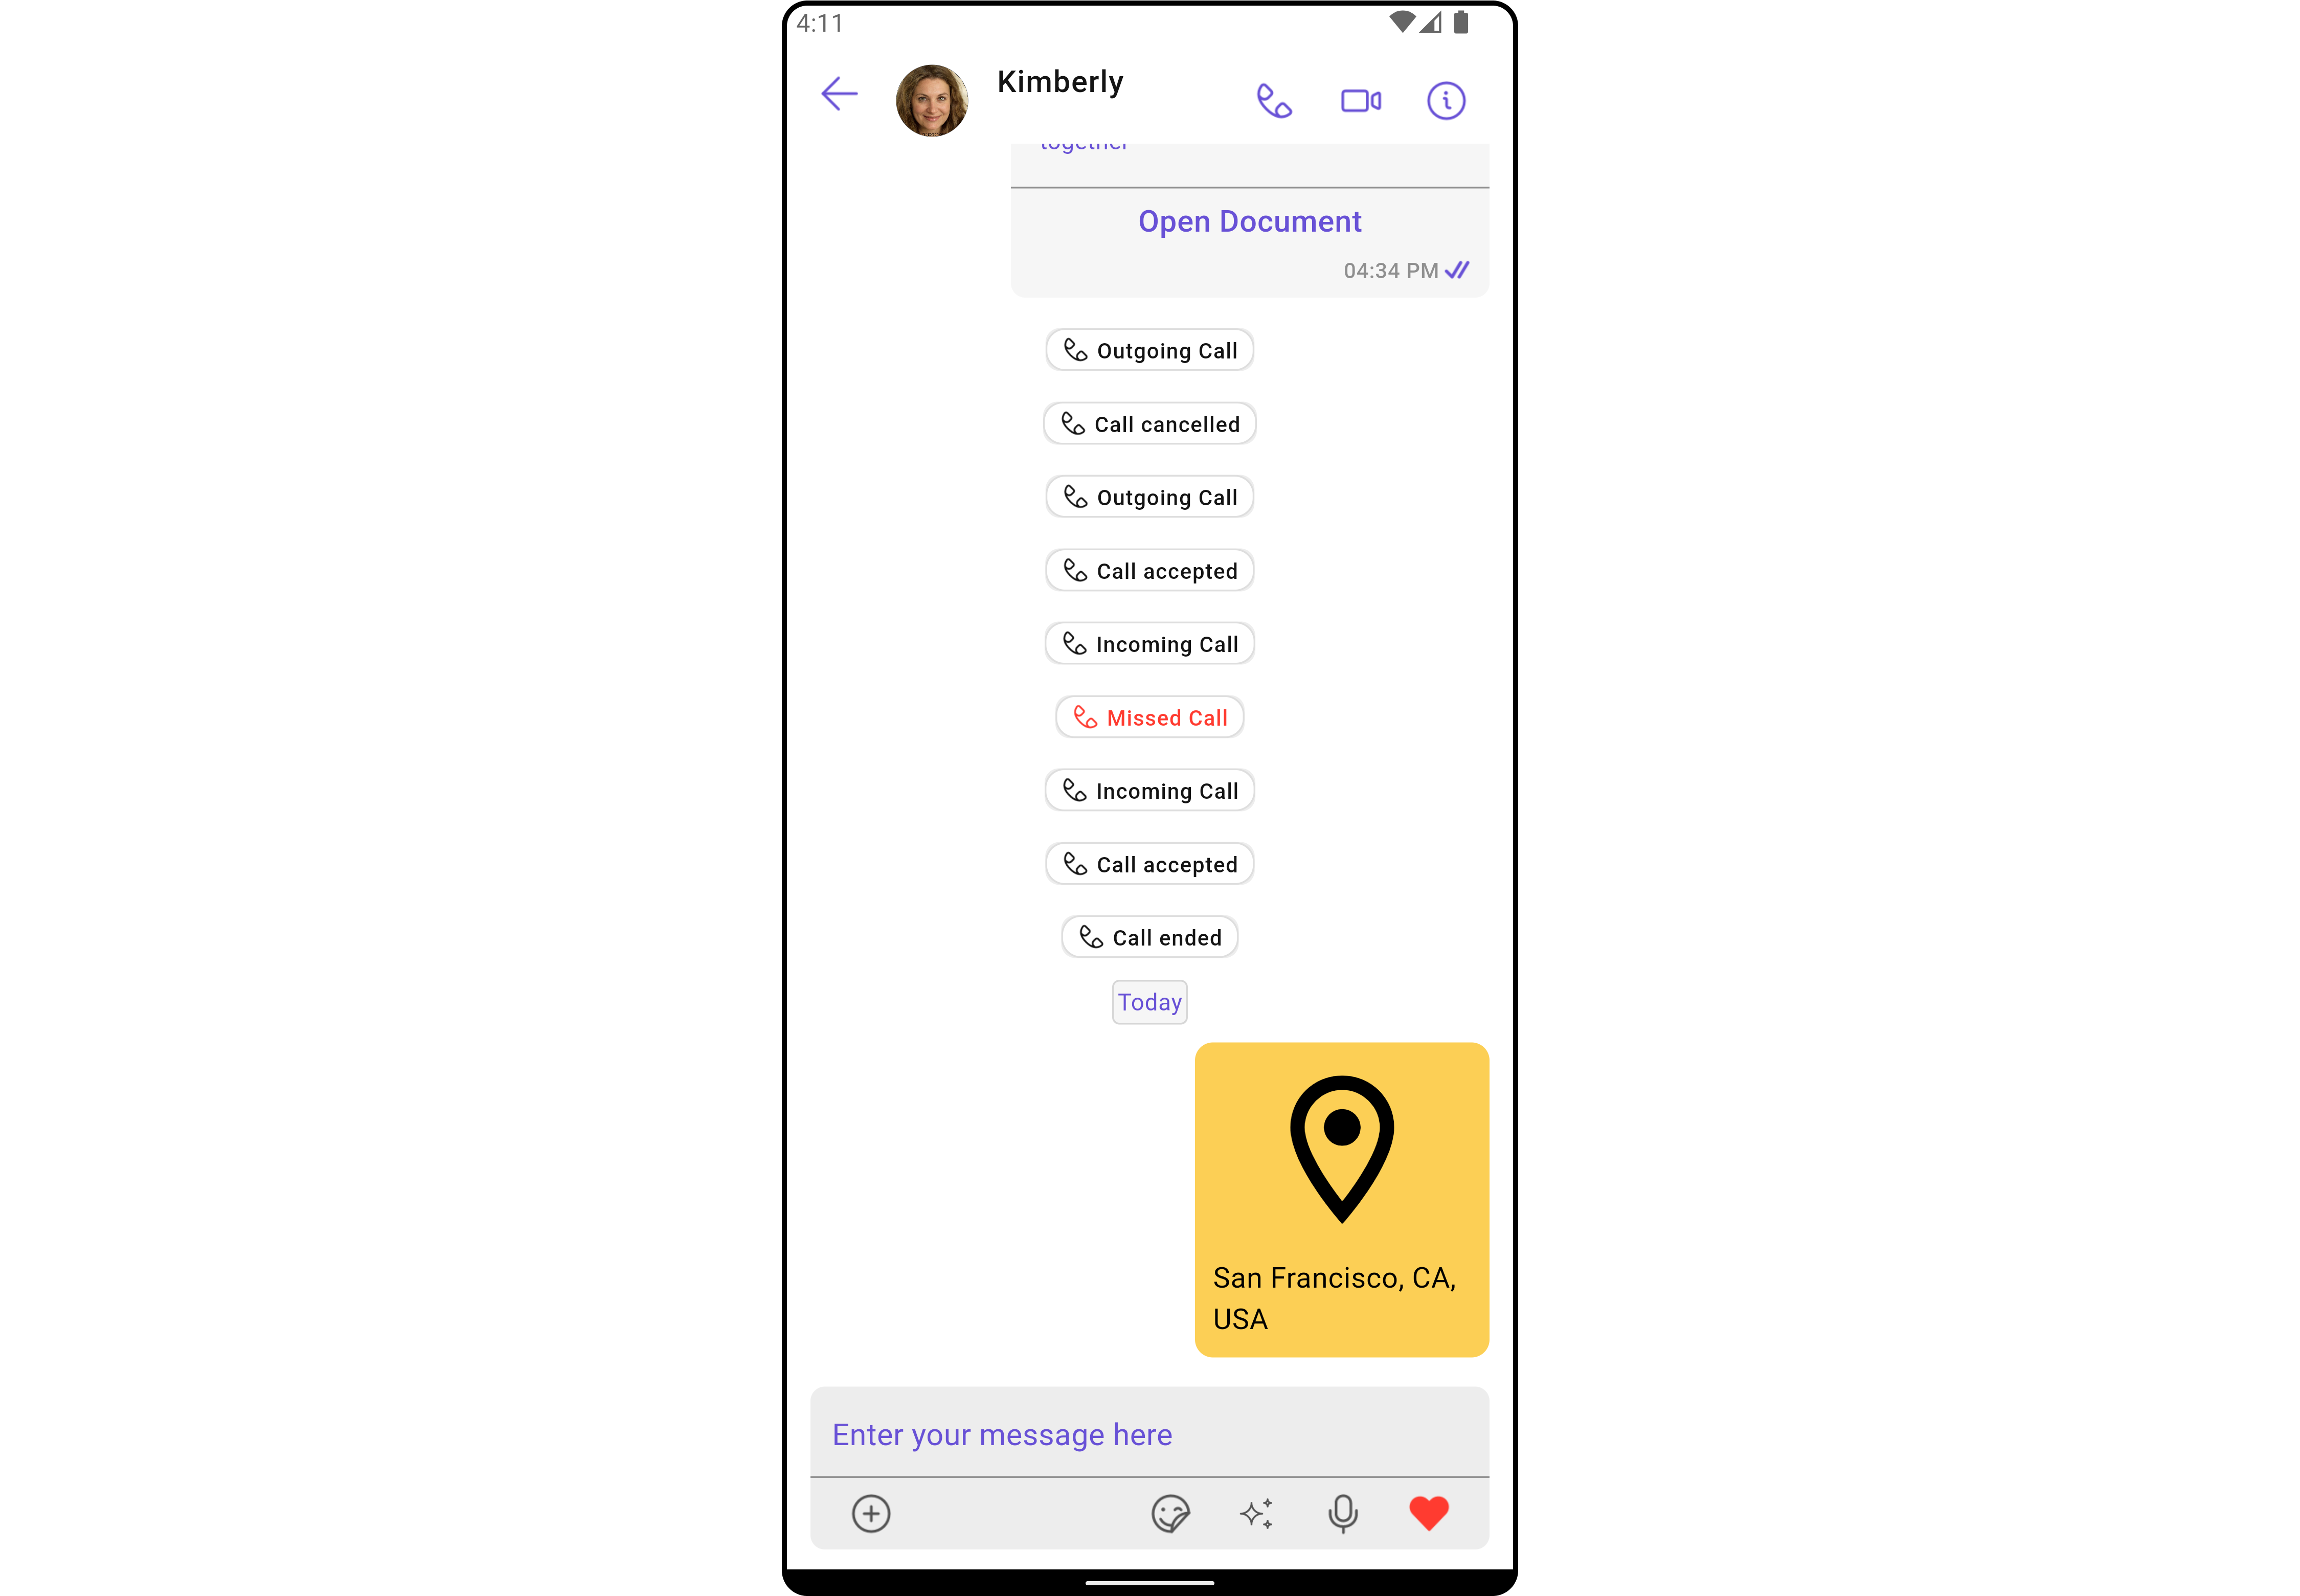 4:11
Kimberly
together
Open Document
04:34 PM
Outgoing Call
Call cancelled
Outgoing Call
Call accepted
Incoming Call
Missed Call
Incoming Call
Call accepted
Call ended
Today
San Francisco, CA,
USA
Enter your message here